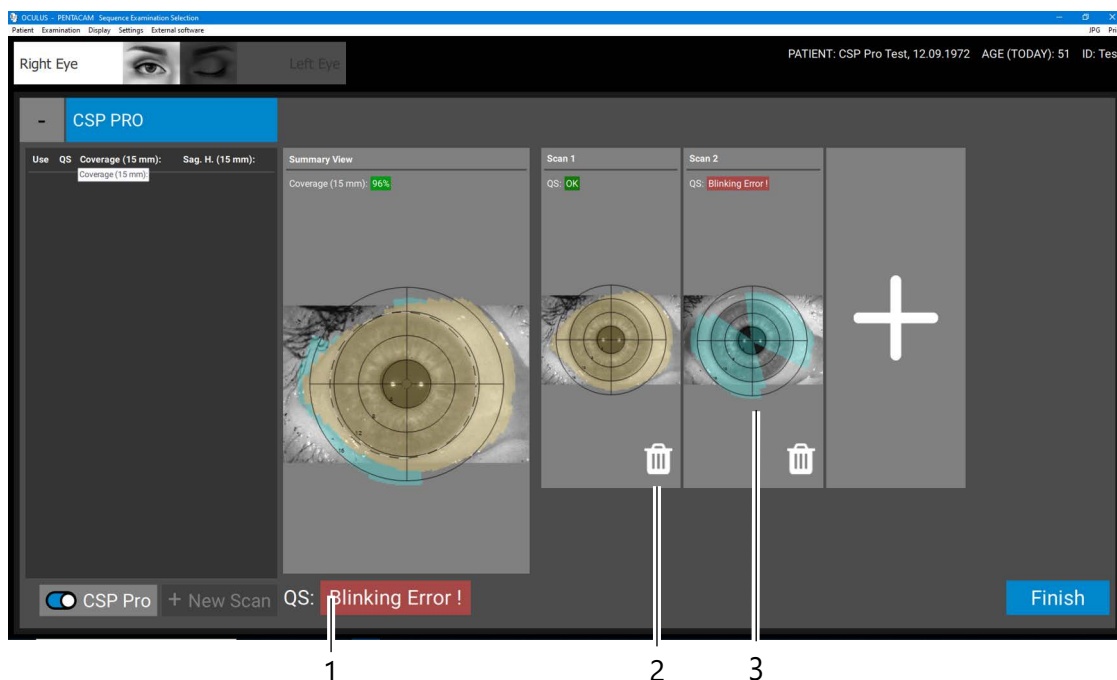 OCULUS - PENTACAM Sequence Examination Selection
Patient Examination Display Settings External software
JPG Pri
Right Eye
Left Eye
PATIENT: CSP Pro Test, 12.09.1972 AGE (TODAY): 51 ID: Tes
- CSP PRO
Use QS Coverage (15 mm): Sag. H. (15 mm):
Coverage (15 mm):
Summary View
Coverage (15 mm): 96%
Scan 1
QS: OK
Scan 2
QS: Blinking Error !
12
CSP Pro
+ New Scan
QS: Blinking Error !
Finish
1
2
3